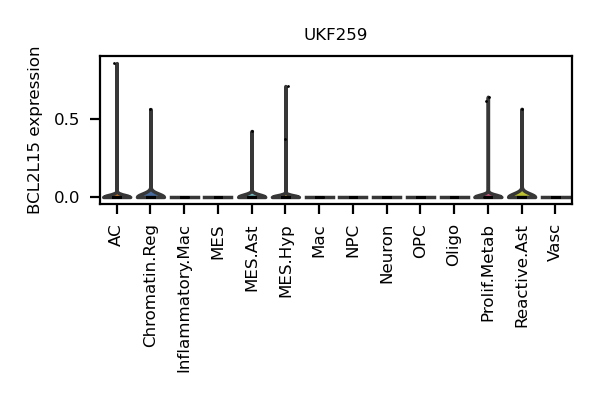 UKF259
BCL2L15 expression
0.5
0.0
AC
Chromatin.Reg
Inflammatory.Mac
MES
MES.Ast
MES.Hyp
Mac
NPC
Neuron
OPC
Oligo
Prolif.Metab
Reactive.Ast
Vasc